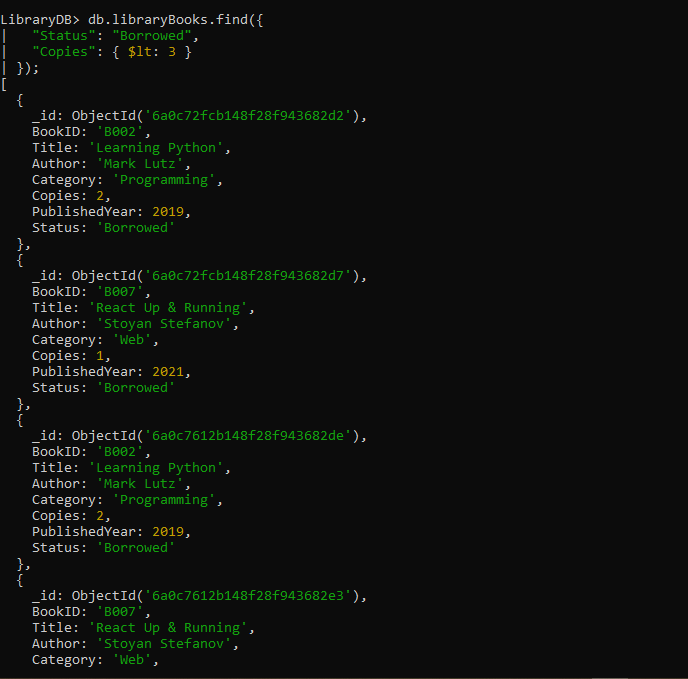 LibraryDB> db.libraryBooks.find({
|   "Status": "Borrowed",
|   "Copies": { $lt: 3 }
| });
[
  {
    _id: ObjectId('6a0c72fcb148f28f943682d2'),
    BookID: 'B002',
    Title: 'Learning Python',
    Author: 'Mark Lutz',
    Category: 'Programming',
    Copies: 2,
    PublishedYear: 2019,
    Status: 'Borrowed'
  },
  {
    _id: ObjectId('6a0c72fcb148f28f943682d7'),
    BookID: 'B007',
    Title: 'React Up & Running',
    Author: 'Stoyan Stefanov',
    Category: 'Web',
    Copies: 1,
    PublishedYear: 2021,
    Status: 'Borrowed'
  },
  {
    _id: ObjectId('6a0c7612b148f28f943682de'),
    BookID: 'B002',
    Title: 'Learning Python',
    Author: 'Mark Lutz',
    Category: 'Programming',
    Copies: 2,
    PublishedYear: 2019,
    Status: 'Borrowed'
  },
  {
    _id: ObjectId('6a0c7612b148f28f943682e3'),
    BookID: 'B007',
    Title: 'React Up & Running',
    Author: 'Stoyan Stefanov',
    Category: 'Web',